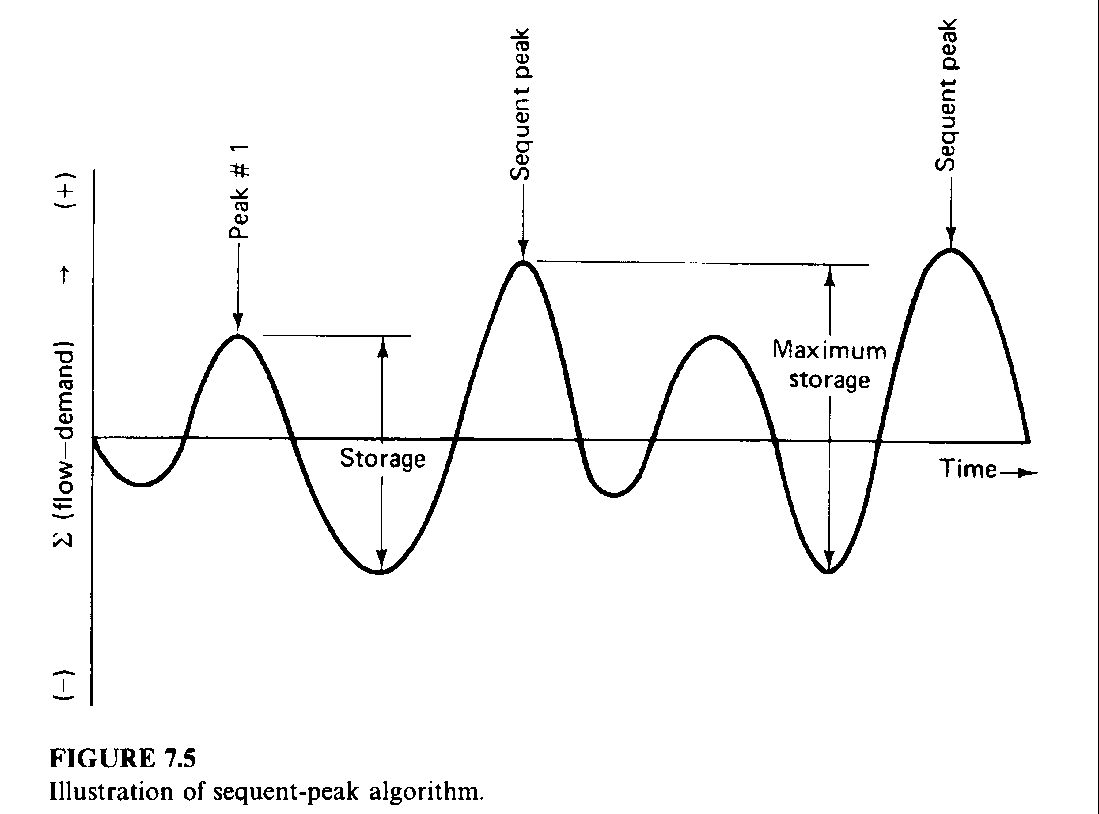 Sequent peak
Sequent peak
Peak # 1
(+)
Σ (flow–demand) →
(–)
Maximum
storage
Storage
Time→
FIGURE 7.5
Illustration of sequent-peak algorithm.